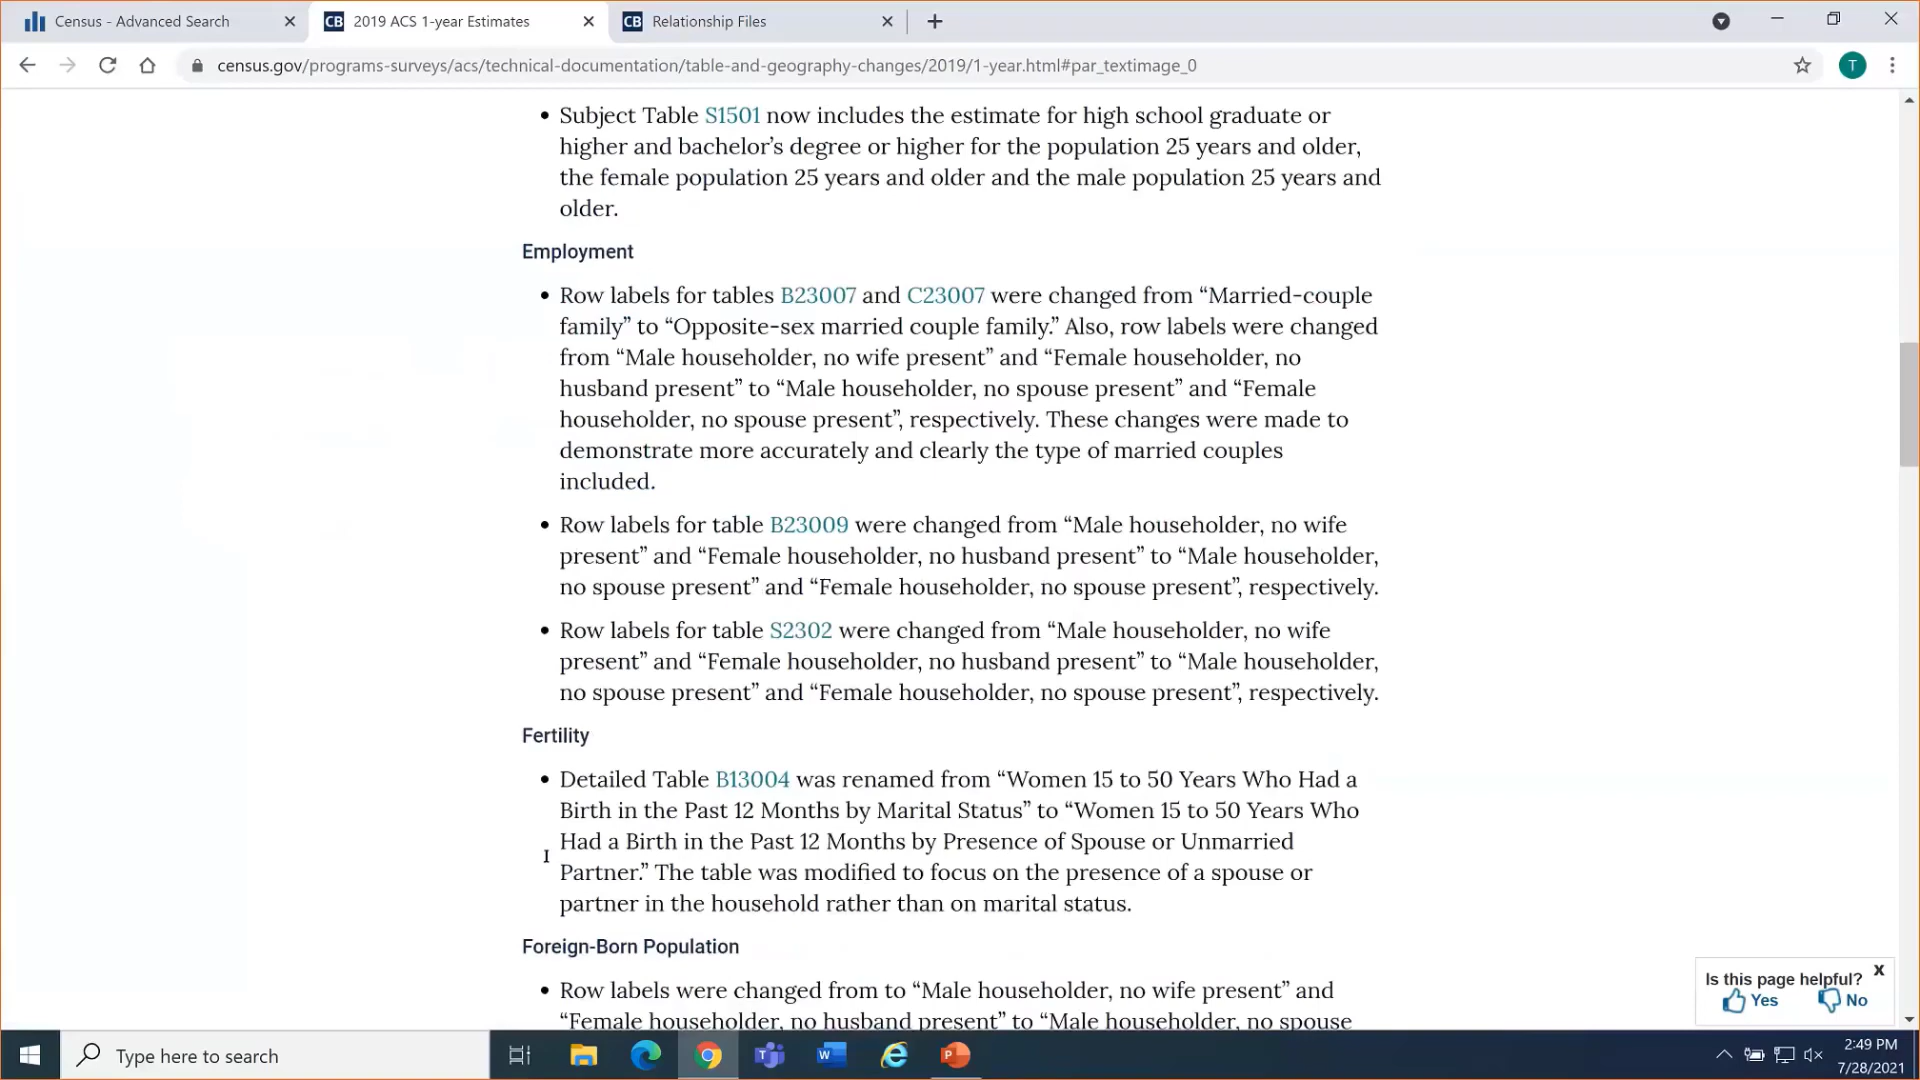 Census - Advanced Search
CB 2019 ACS 1-year Estimates
CB Relationship Files
census.gov/programs-surveys/acs/technical-documentation/table-and-geography-changes/2019/1-year.html#par_textimage_0
T
• Subject Table S1501 now includes the estimate for high school graduate or
higher and bachelor’s degree or higher for the population 25 years and older,
the female population 25 years and older and the male population 25 years and
older.
Employment
• Row labels for tables B23007 and C23007 were changed from “Married-couple
family” to “Opposite-sex married couple family.” Also, row labels were changed
from “Male householder, no wife present” and “Female householder, no
husband present” to “Male householder, no spouse present” and “Female
householder, no spouse present”, respectively. These changes were made to
demonstrate more accurately and clearly the type of married couples
included.
• Row labels for table B23009 were changed from “Male householder, no wife
present” and “Female householder, no husband present” to “Male householder,
no spouse present” and “Female householder, no spouse present”, respectively.
• Row labels for table S2302 were changed from “Male householder, no wife
present” and “Female householder, no husband present” to “Male householder,
no spouse present” and “Female householder, no spouse present”, respectively.
Fertility
• Detailed Table B13004 was renamed from “Women 15 to 50 Years Who Had a
Birth in the Past 12 Months by Marital Status” to “Women 15 to 50 Years Who
Had a Birth in the Past 12 Months by Presence of Spouse or Unmarried
Partner.” The table was modified to focus on the presence of a spouse or
partner in the household rather than on marital status.
Foreign-Born Population
• Row labels were changed from to “Male householder, no wife present” and
“Female householder, no husband present” to “Male householder, no spouse
Is this page helpful? X
Yes No
Type here to search
2:49 PM
7/28/2021